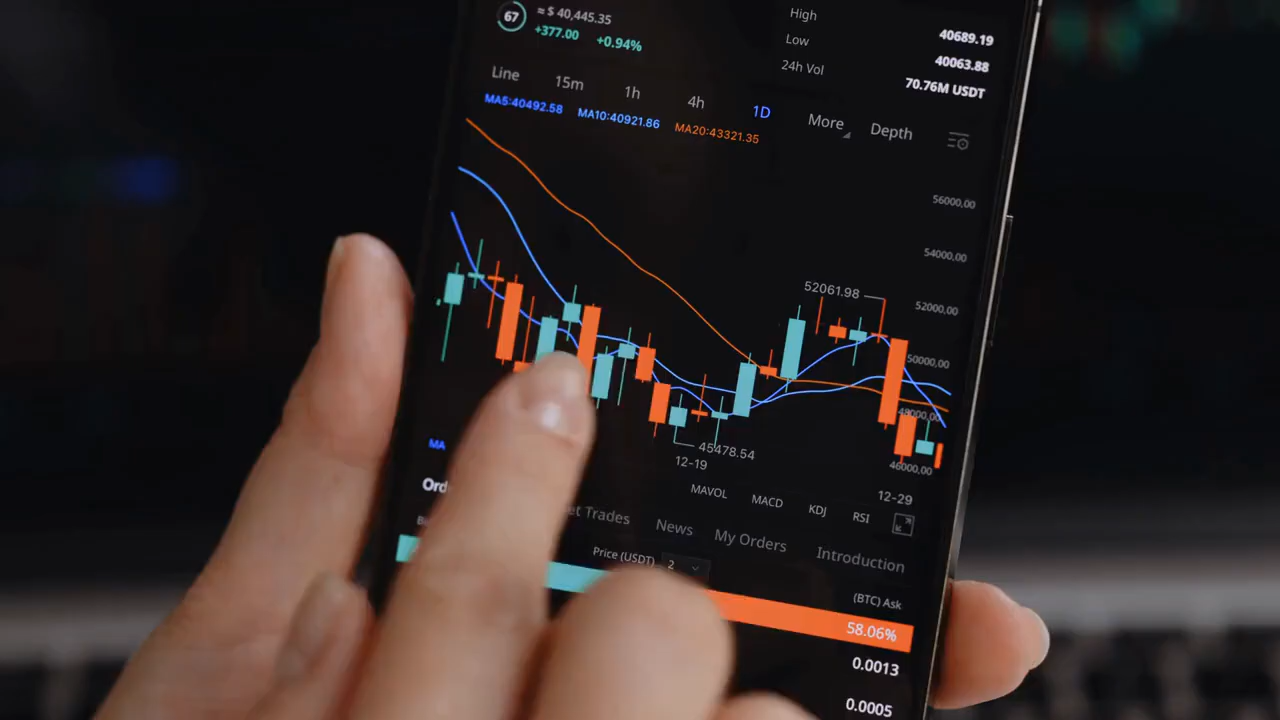 67
≈ $ 40,445.35
+377.00 +0.94%
High 40689.19
Low 40063.88
24h Vol 70.76M USDT
Line 15m 1h 4h 1D More Depth
MA5:40492.58 MA10:40921.86 MA20:43321.35
56000.00
54000.00
52061.98
52000.00
50000.00
48000.00
46000.00
45478.54
12-19
12-29
MA
MAVOL MACD KDJ RSI
Trades News My Orders Introduction
Price (USDT) 2
(BTC) Ask
58.06%
0.0013
0.0005